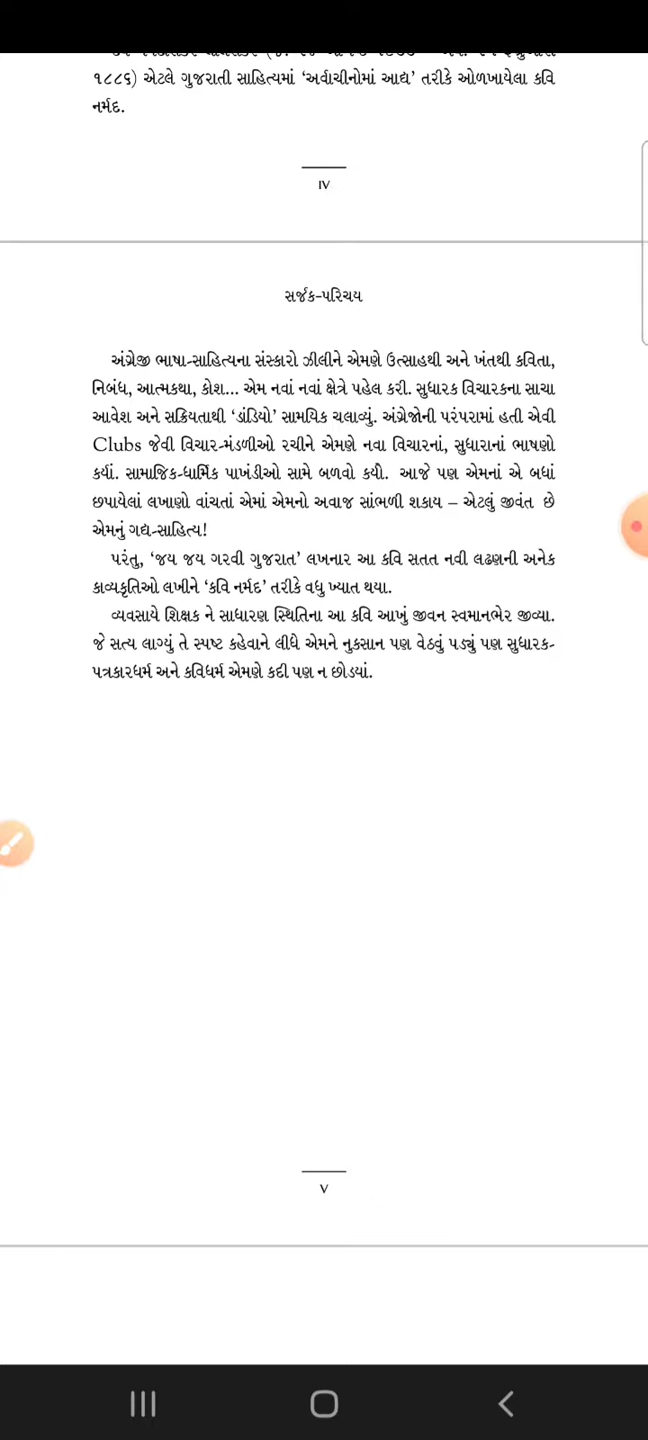 ૧૮૮૬) એટલે ગુજરાતી સાહિત્યમાં ‘અર્વાચીનોમાં આદ્ય’ તરીકે ઓળખાયેલા કવિ
નર્મદ.
IV
સર્જક-પરિચય
અંગ્રેજી ભાષા-સાહિત્યના સંસ્કારો ઝીલીને એમણે ઉત્સાહથી અને ખંતથી કવિતા,
નિબંધ, આત્મકથા, કોશ... એમ નવાં નવાં ક્ષેત્રે પહેલ કરી. સુધારક વિચારકના સાચા
આવેશ અને સક્રિયતાથી ‘ડાંડિયો’ સામયિક ચલાવ્યું. અંગ્રેજોની પરંપરામાં હતી એવી
Clubs જેવી વિચાર-મંડળીઓ રચીને એમણે નવા વિચારનાં, સુધારાનાં ભાષણો
કર્યાં. સામાજિક-ધાર્મિક પાખંડીઓ સામે બળવો કર્યો. આજે પણ એમનાં એ બધાં
છપાયેલાં લખાણો વાંચતાં એમાં એમનો અવાજ સાંભળી શકાય – એટલું જીવંત છે
એમનું ગદ્ય-સાહિત્ય!
પરંતુ, ‘જય જય ગરવી ગુજરાત’ લખનાર આ કવિ સતત નવી લઢણની અનેક
કાવ્યકૃતિઓ લખીને ‘કવિ નર્મદ’ તરીકે વધુ ખ્યાત થયા.
વ્યવસાયે શિક્ષક ને સાધારણ સ્થિતિના આ કવિ આખું જીવન સ્વમાનભેર જીવ્યા.
જે સત્ય લાગ્યું તે સ્પષ્ટ કહેવાને લીધે એમને નુકસાન પણ વેઠવું પડ્યું પણ સુધારક-
પત્રકારધર્મ અને કવિધર્મ એમણે કદી પણ ન છોડયાં.
V